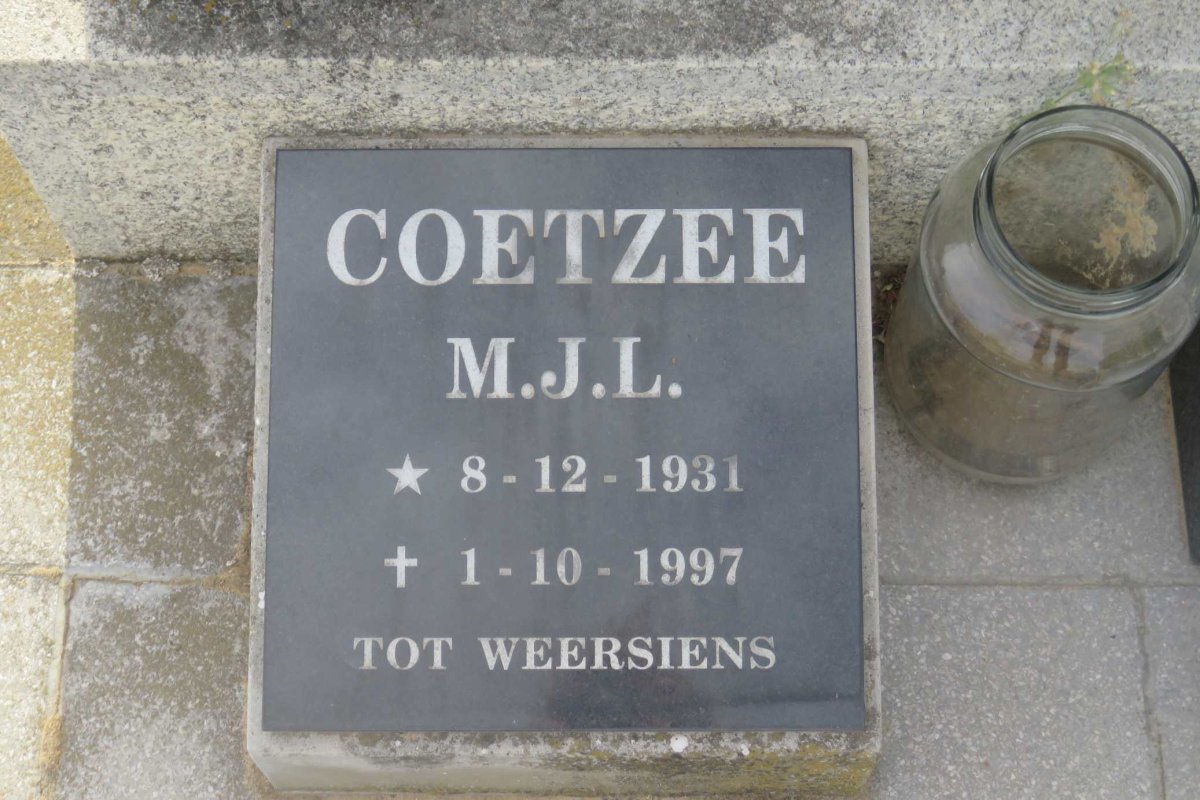 COETZEE
M.J.L.
★ 8 - 12 - 1931
✝ 1 - 10 - 1997
TOT WEERSIENS